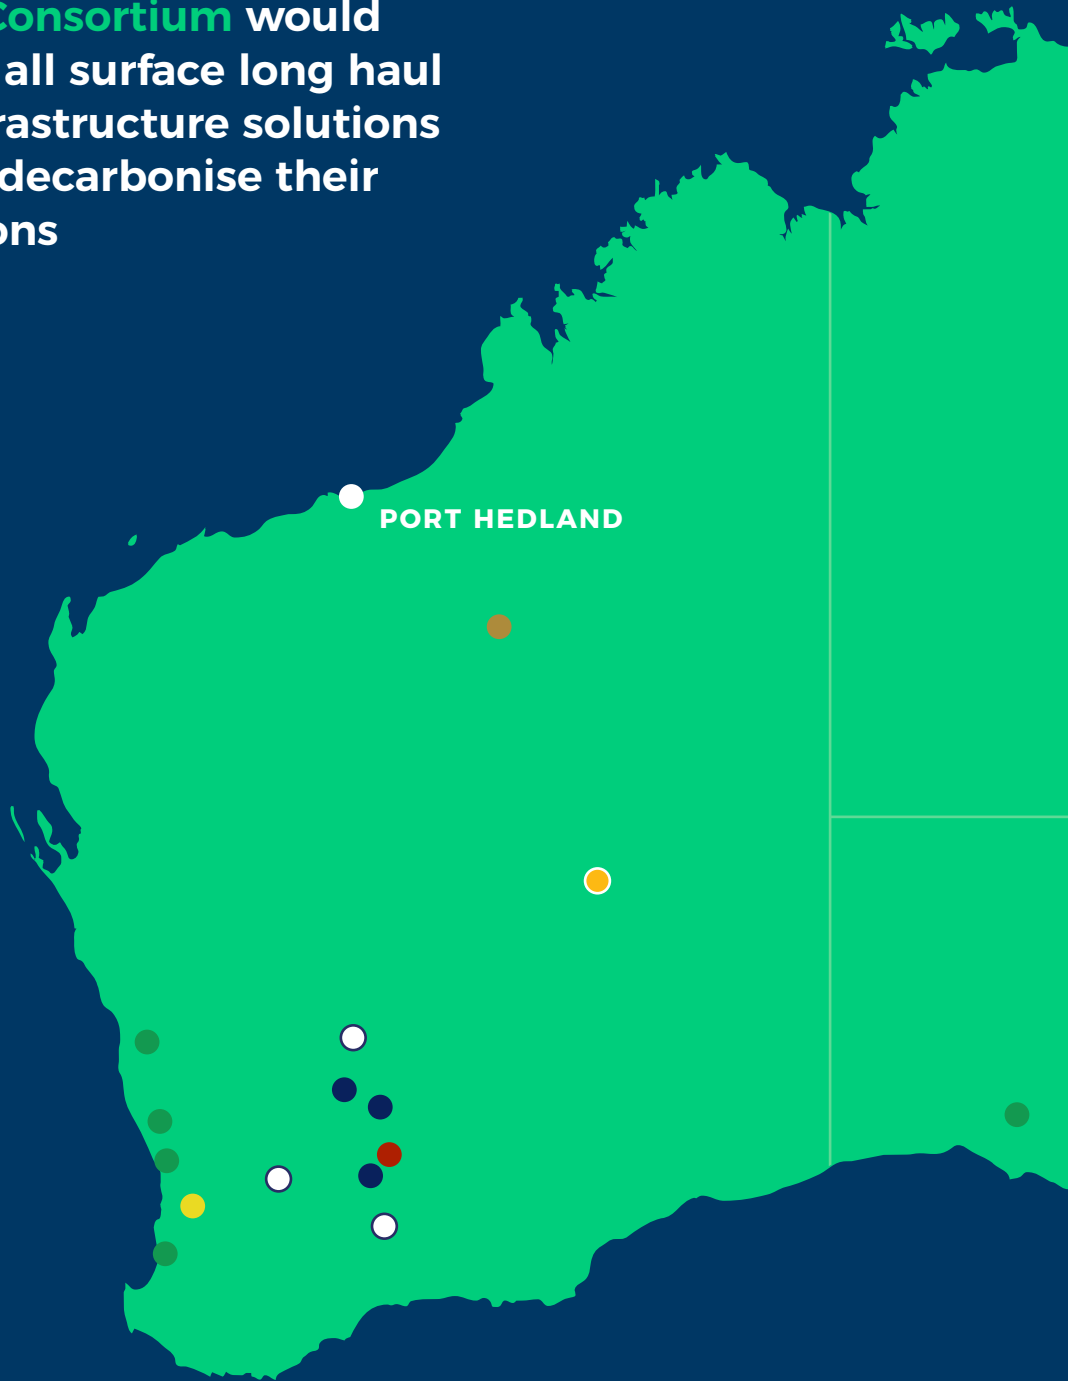 Consortium would
all surface long haul
rastructure solutions
decarbonise their
ons
PORT HEDLAND